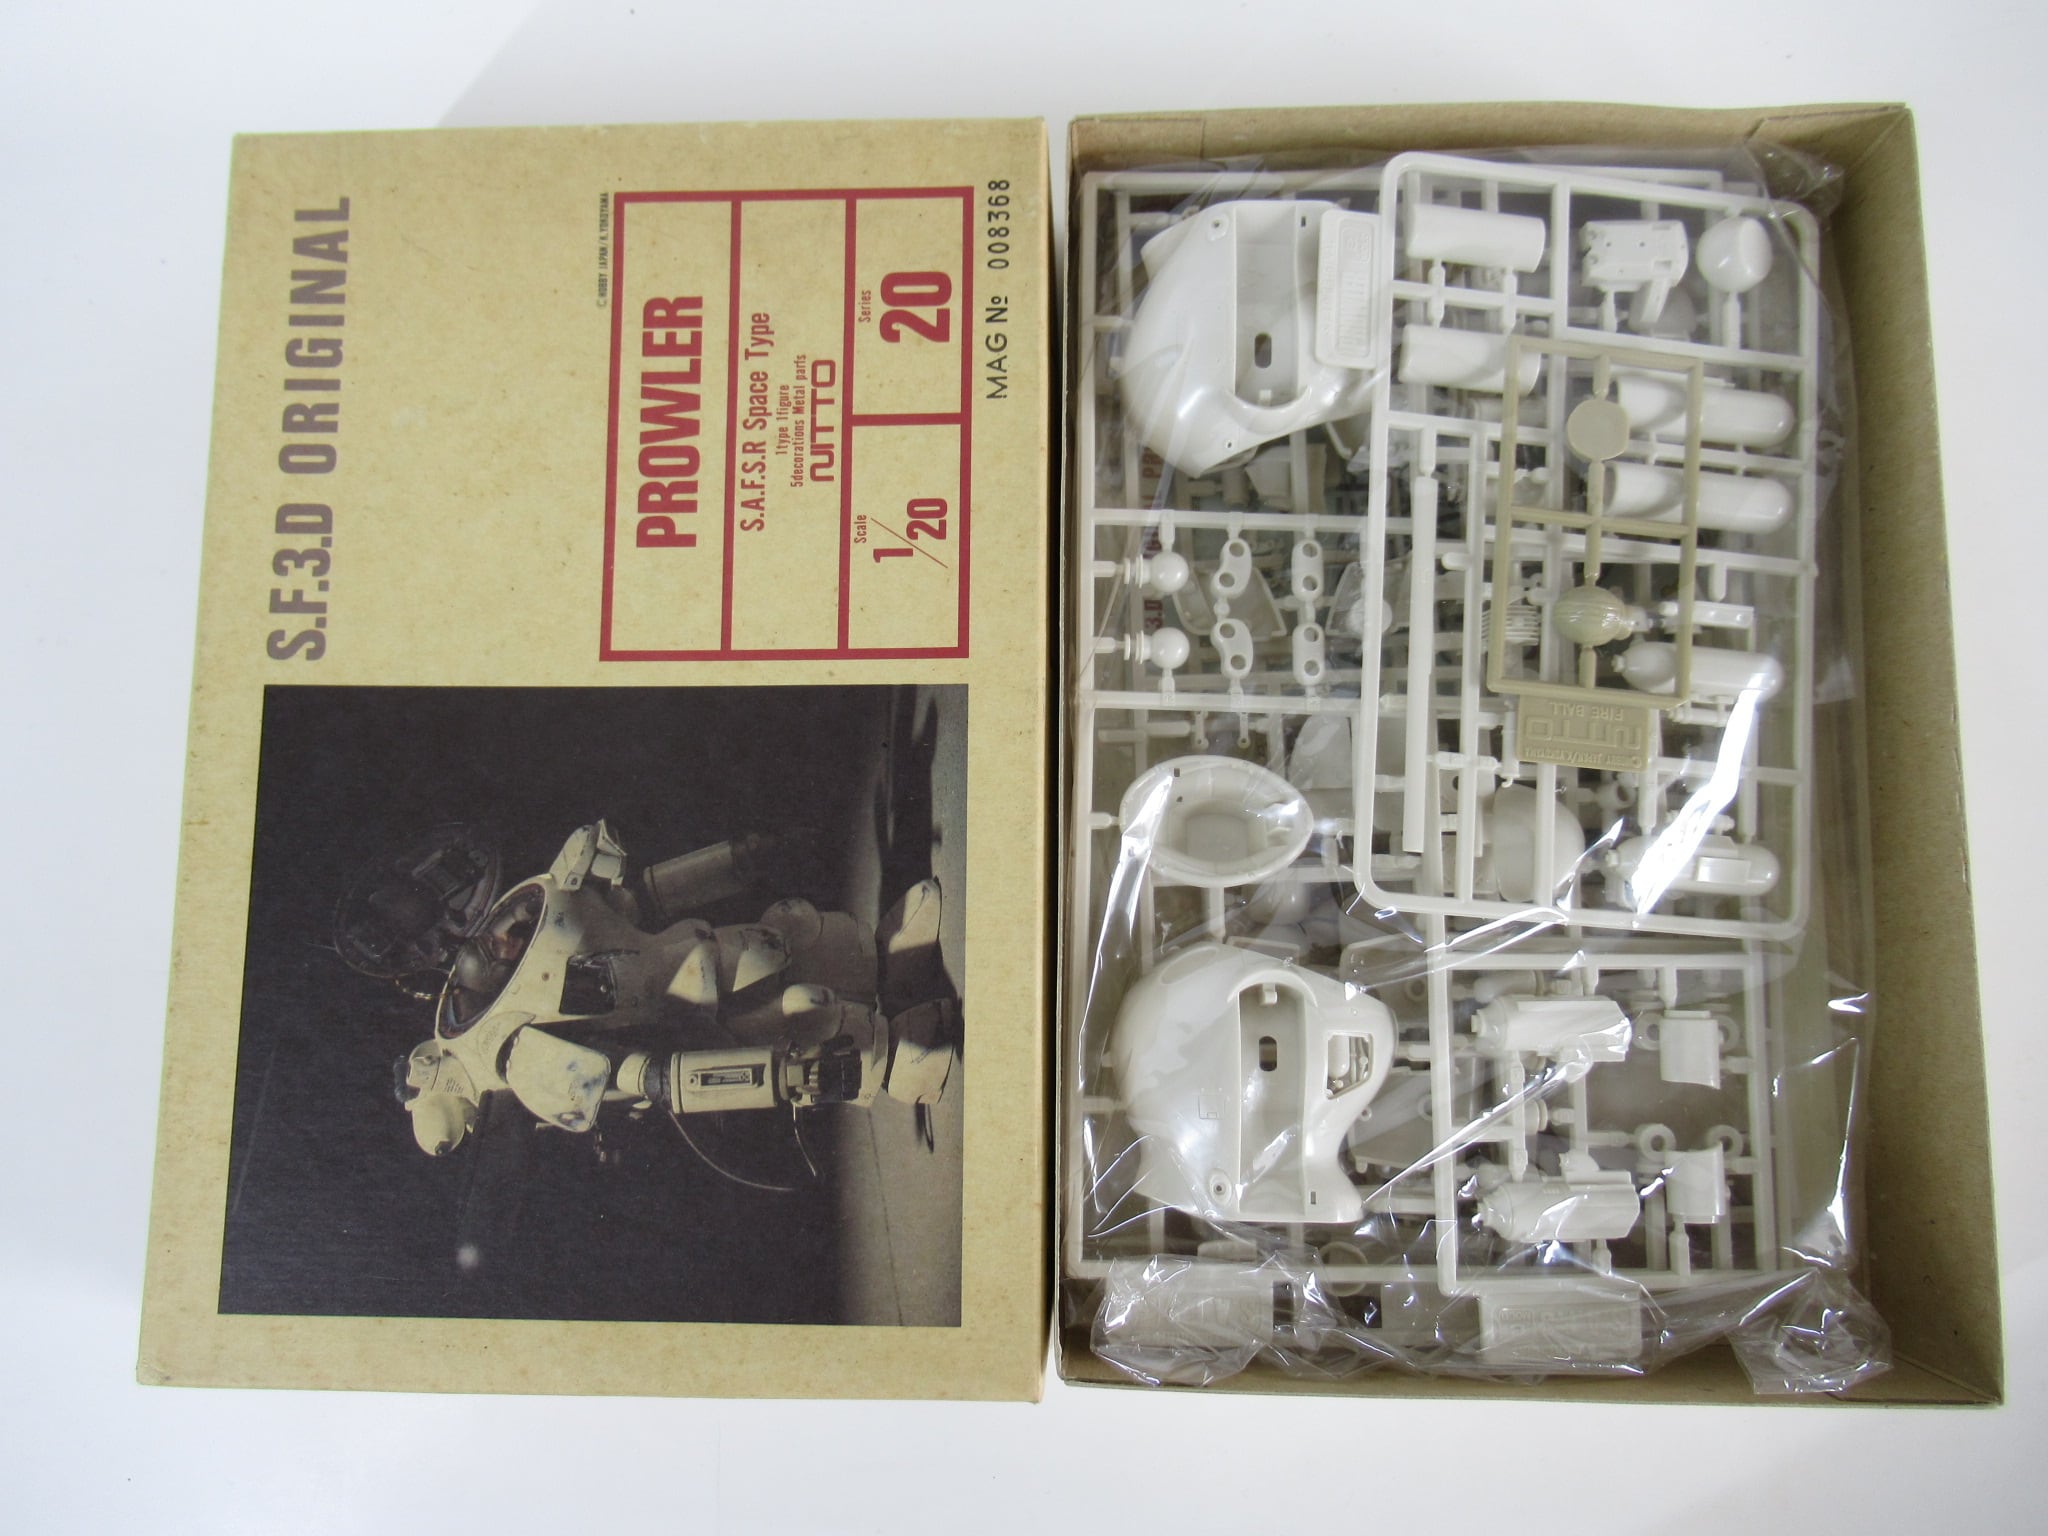 S.F.3.D ORIGINAL
© HOBBY JAPAN/K.YOKOYAMA
PROWLER
S.A.F.S.R Space Type
1type 1figure
5decorations Metal parts
NITTO
Scale
1/20
Series
20
MAG No 008368
NITTO
FIRE BALL